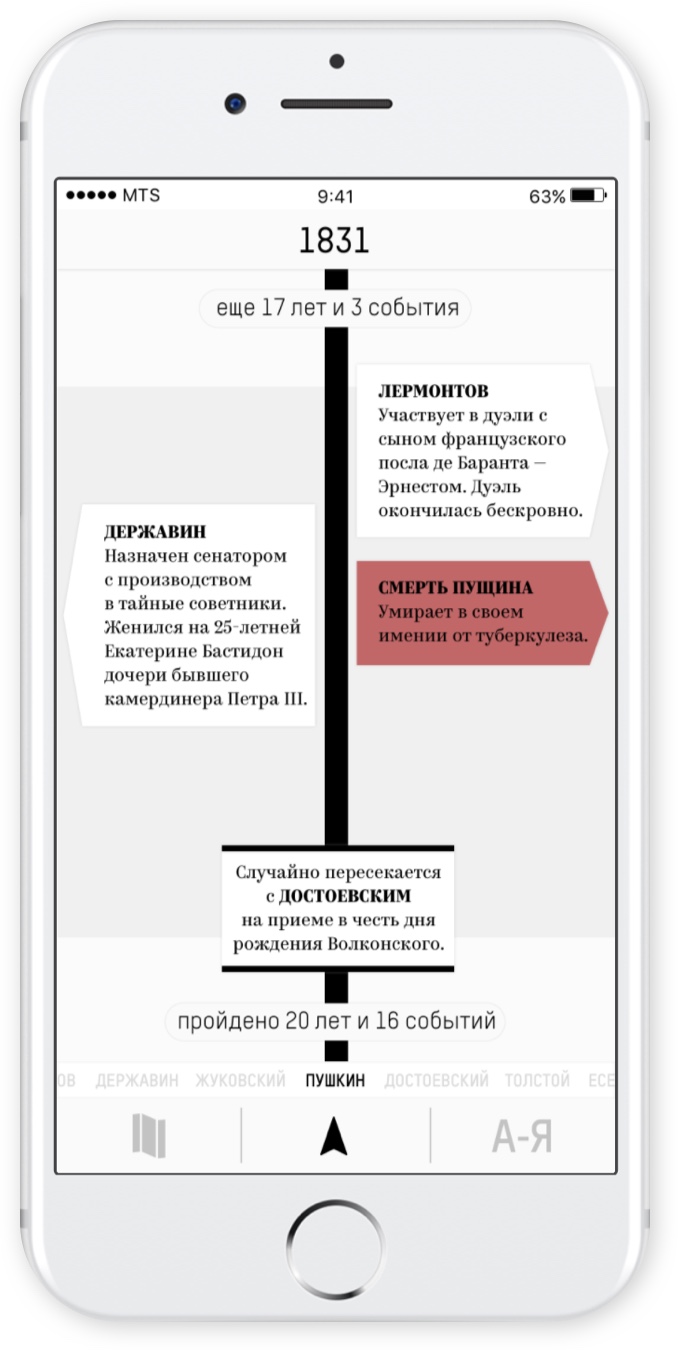 MTS 9:41 63%
1831
еще 17 лет и 3 события
ЛЕРМОНТОВ
Участвует в дуэли с
сыном французского
посла де Баранта –
Эрнестом. Дуэль
окончилась бескровно.
ДЕРЖАВИН
Назначен сенатором
с производством
в тайные советники.
Женился на 25-летней
Екатерине Бастидон
дочери бывшего
камердинера Петра III.
СМЕРТЬ ПУЩИНА
Умирает в своем
имении от туберкулеза.
Случайно пересекается
с ДОСТОЕВСКИМ
на приеме в честь дня
рождения Волконского.
пройдено 20 лет и 16 событий
ОВ ДЕРЖАВИН ЖУКОВСКИЙ ПУШКИН ДОСТОЕВСКИЙ ТОЛСТОЙ ЕСЕ
А-Я